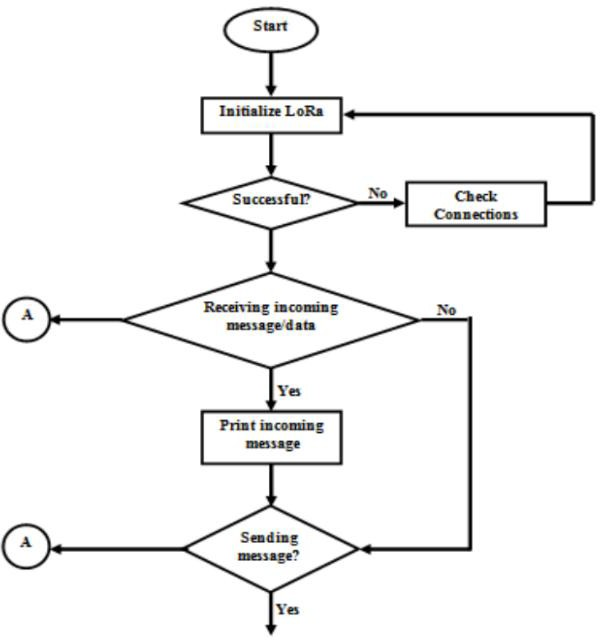 Start
Initialize LoRa
Successful?
No
Check
Connections
A
Receiving incoming
message/data
No
Yes
Print incoming
message
A
Sending
message?
Yes